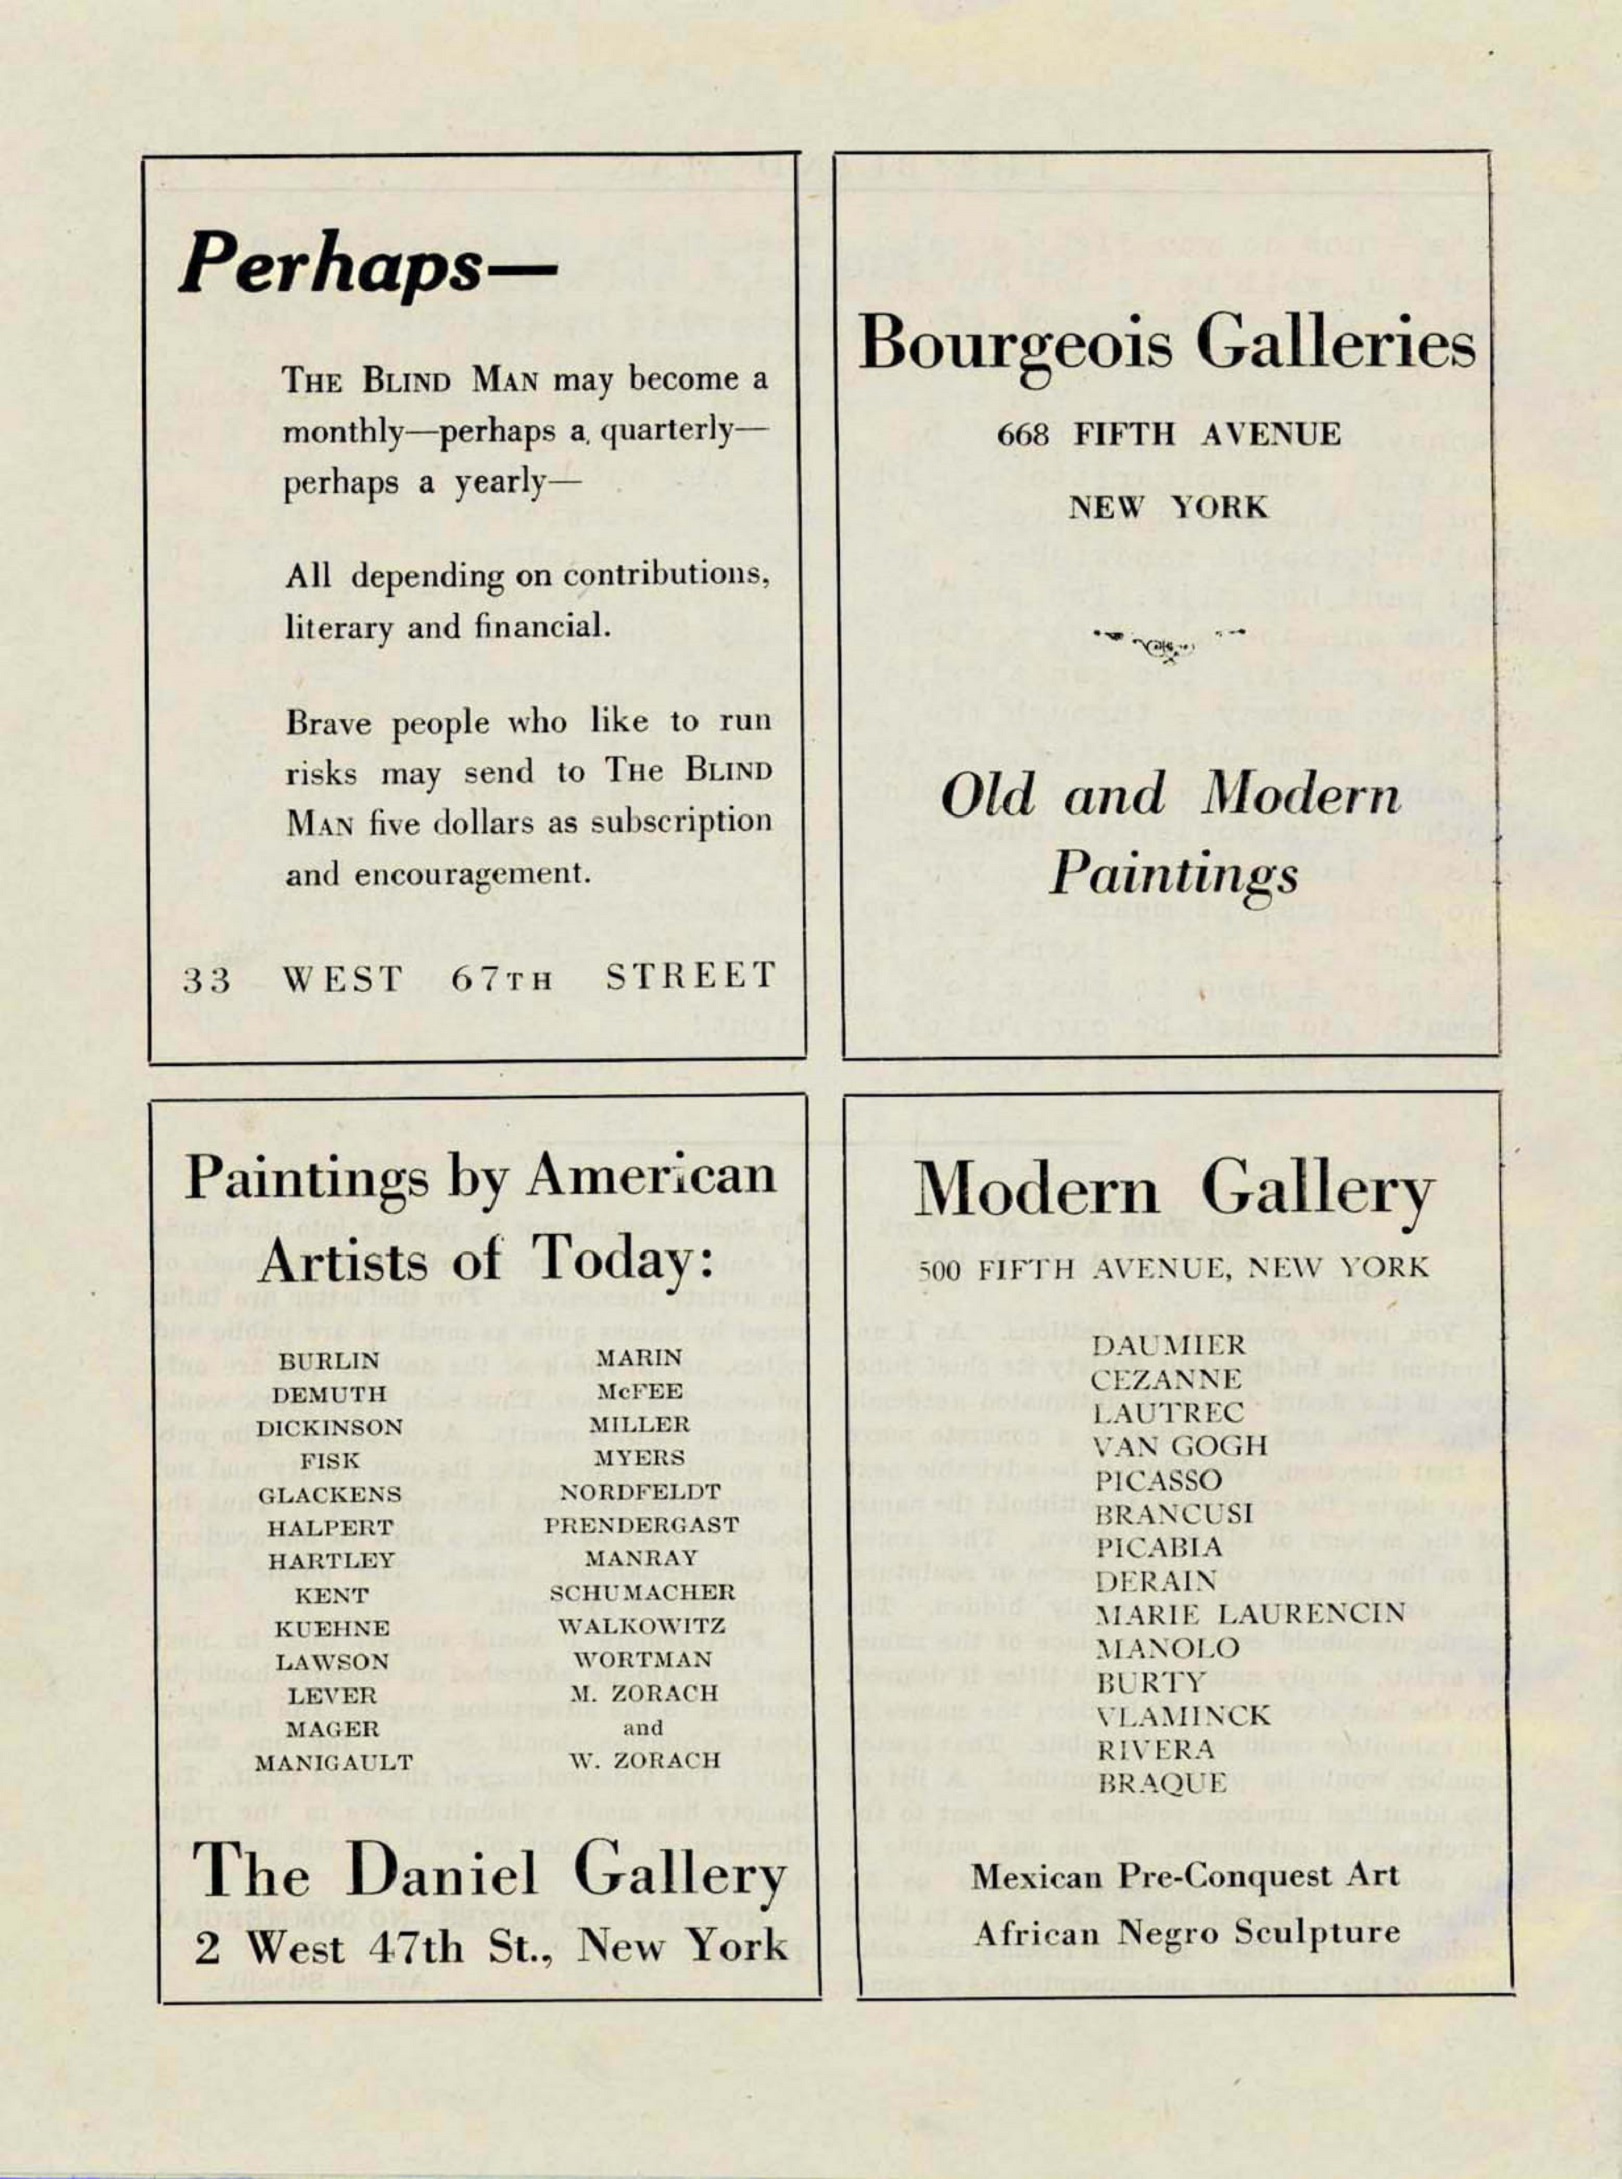 Perhaps—
THE BLIND MAN may become a
monthly—perhaps a quarterly—
perhaps a yearly—
All depending on contributions,
literary and financial.
Brave people who like to run
risks may send to THE BLIND
MAN five dollars as subscription
and encouragement.
33 WEST 67TH STREET
Bourgeois Galleries
668 FIFTH AVENUE
NEW YORK
Old and Modern
Paintings
Paintings by American
Artists of Today:
BURLIN
DEMUTH
DICKINSON
FISK
GLACKENS
HALPERT
HARTLEY
KENT
KUEHNE
LAWSON
LEVER
MAGER
MANIGAULT
MARIN
McFEE
MILLER
MYERS
NORDFELDT
PRENDERGAST
MANRAY
SCHUMACHER
WALKOWITZ
WORTMAN
M. ZORACH
and
W. ZORACH
The Daniel Gallery
2 West 47th St., New York
Modern Gallery
500 FIFTH AVENUE, NEW YORK
DAUMIER
CEZANNE
LAUTREC
VAN GOGH
PICASSO
BRANCUSI
PICABIA
DERAIN
MARIE LAURENCIN
MANOLO
BURTY
VLAMINCK
RIVERA
BRAQUE
Mexican Pre-Conquest Art
African Negro Sculpture